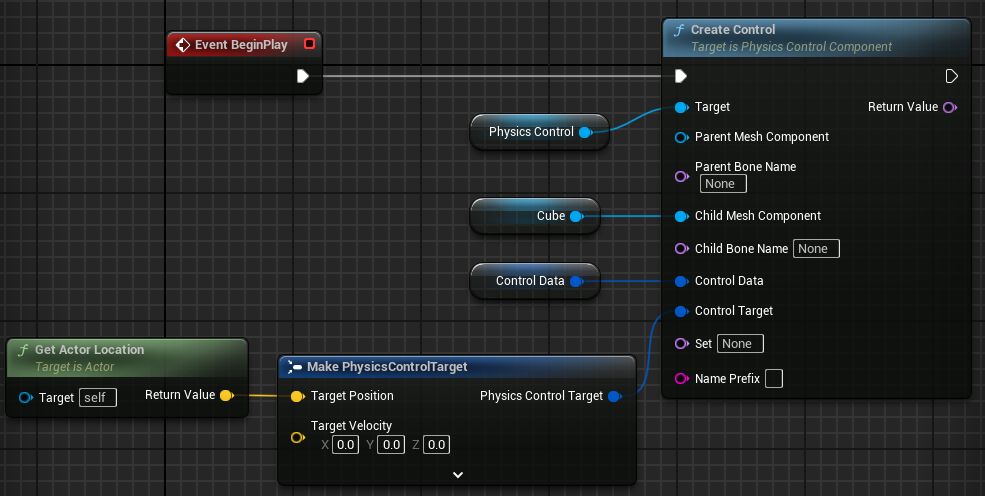 Event BeginPlay
Create Control
Target is Physics Control Component
Target
Return Value
Physics Control
Parent Mesh Component
Parent Bone Name
None
Cube
Child Mesh Component
Child Bone Name None
Control Data
Control Data
Control Target
Set None
Name Prefix
Get Actor Location
Target is Actor
Target self
Return Value
Make PhysicsControlTarget
Target Position
Physics Control Target
Target Velocity
X 0.0 Y 0.0 Z 0.0